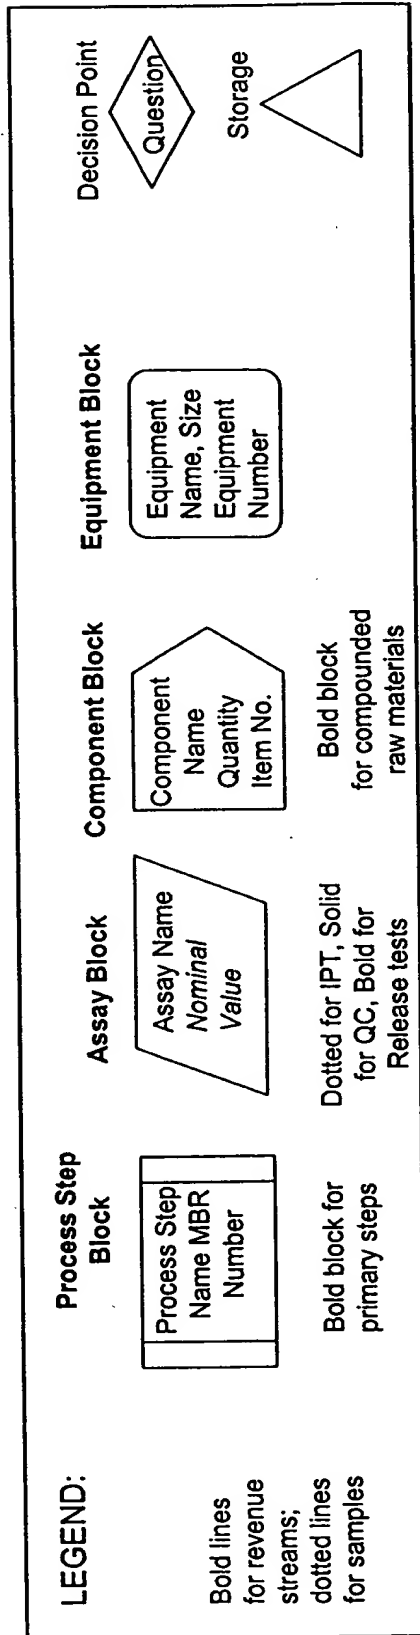 LEGEND:
Bold lines
for revenue
streams;
dotted lines
for samples
Process Step
Block
Process Step
Name MBR
Number
Bold block for
primary steps
Assay Block
Assay Name
Nominal
Value
Dotted for IPT, Solid
for QC, Bold for
Release tests
Component Block
Component
Name
Quantity
Item No.
Bold block
for compounded
raw materials
Equipment Block
Equipment
Name, Size
Equipment
Number
Decision Point
Question
Storage